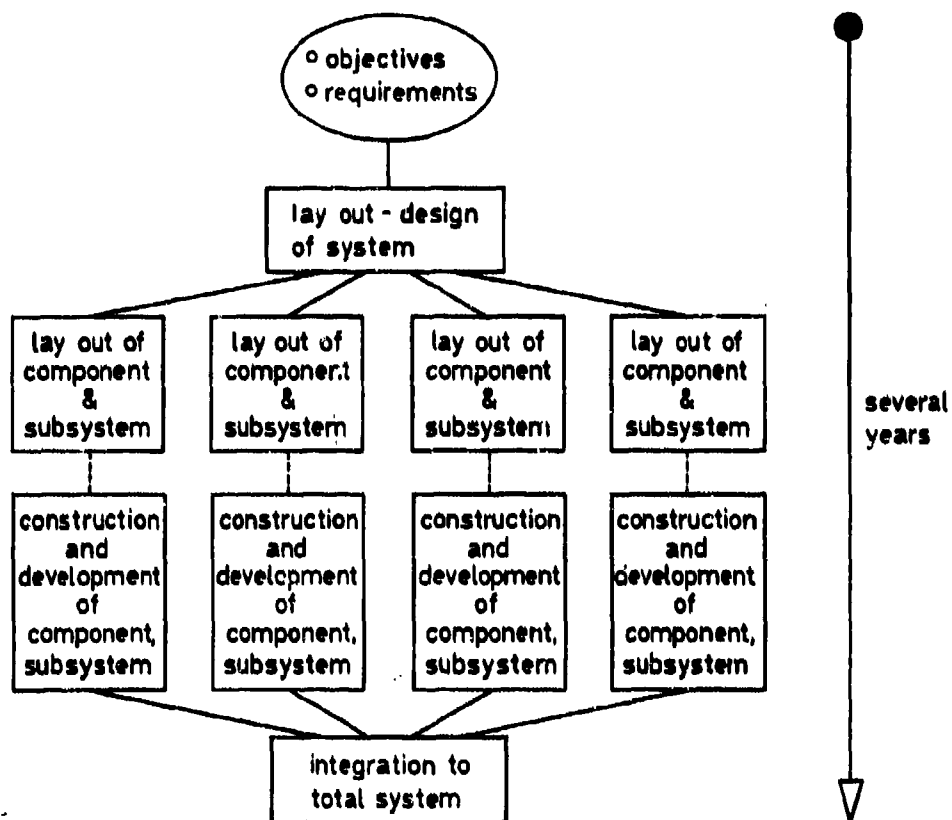 o objectives
o requirements
lay out - design
of system
lay out of
component
&
subsystem
lay out of
component
&
subsystem
lay out of
component
&
subsystem
lay out of
component
&
subsystem
several
years
construction
and
development
of
component,
subsystem
construction
and
development
of
component,
subsystem
construction
and
development
of
component,
subsystem
construction
and
development
of
component,
subsystem
integration to
total system